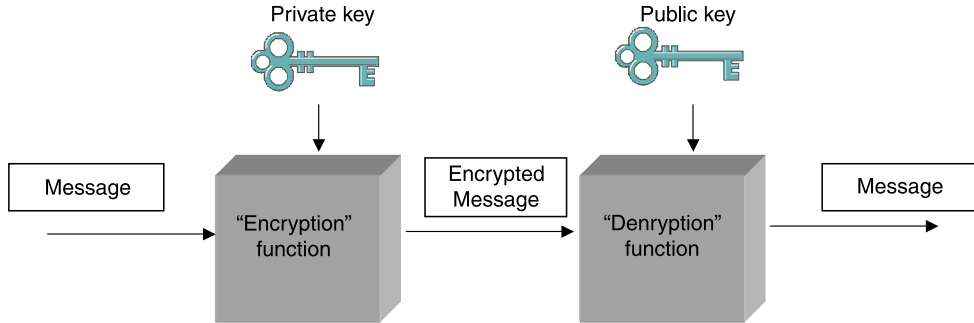 Private key
Public key
Message
"Encryption"
function
Encrypted
Message
"Denryption"
function
Message